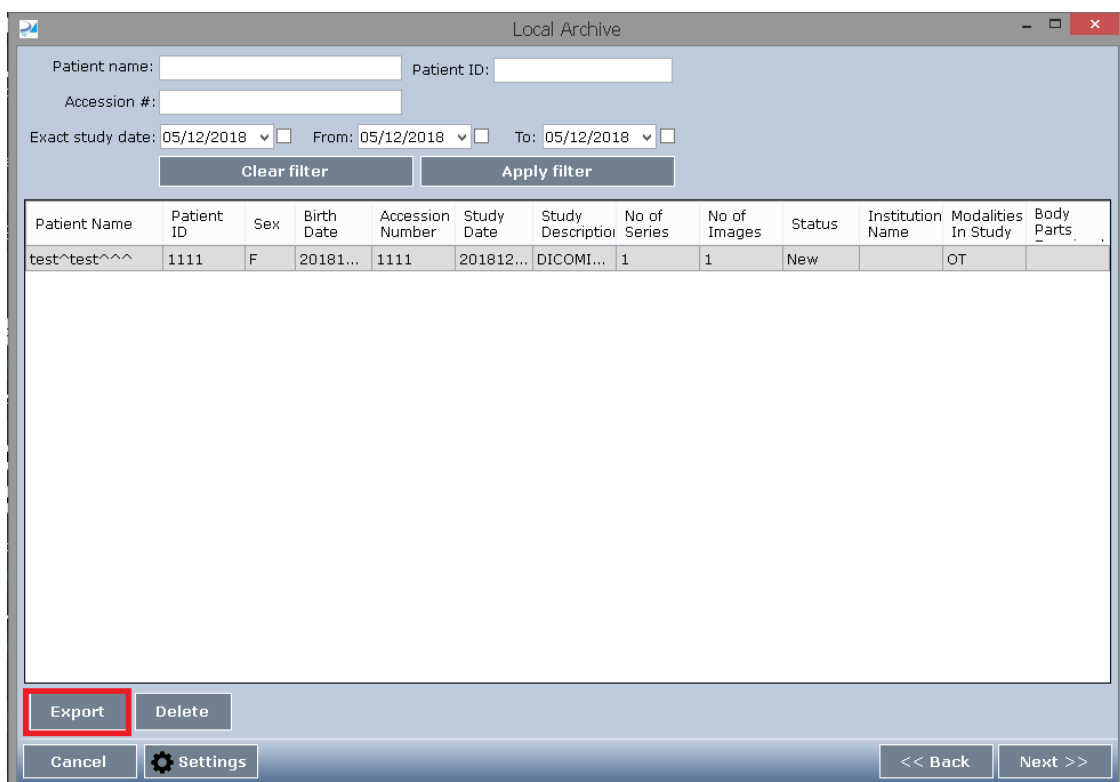 Local Archive
Patient name: Patient ID:
Accession #:
Exact study date: 05/12/2018 From: 05/12/2018 To: 05/12/2018
Clear filter Apply filter
Patient Name Patient ID Sex Birth Date Accession Number Study Date Study Description No of Series No of Images Status Institution Name Modalities In Study Body Parts
test^test^^^ 1111 F 20181... 1111 201812... DICOMI... 1 1 New OT
Export Delete
Cancel Settings << Back Next >>